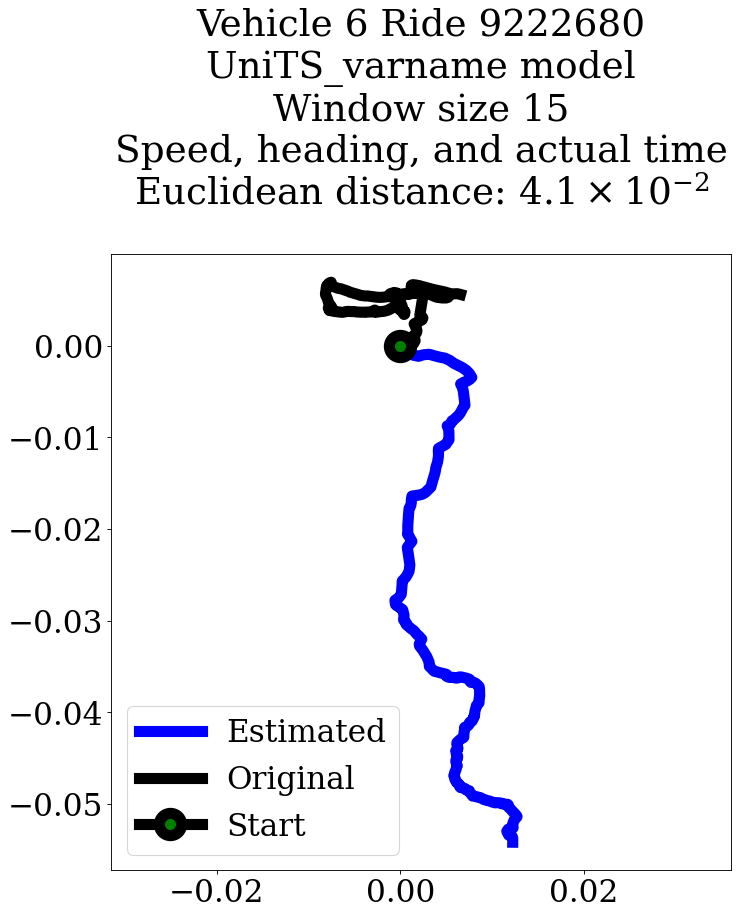 Vehicle 6 Ride 9222680
UniTS_varname model
Window size 15
Speed, heading, and actual time
Euclidean distance: 4.1 × 10⁻²
0.00
−0.01
−0.02
−0.03
−0.04
−0.05
Estimated
Original
Start
−0.02 0.00 0.02